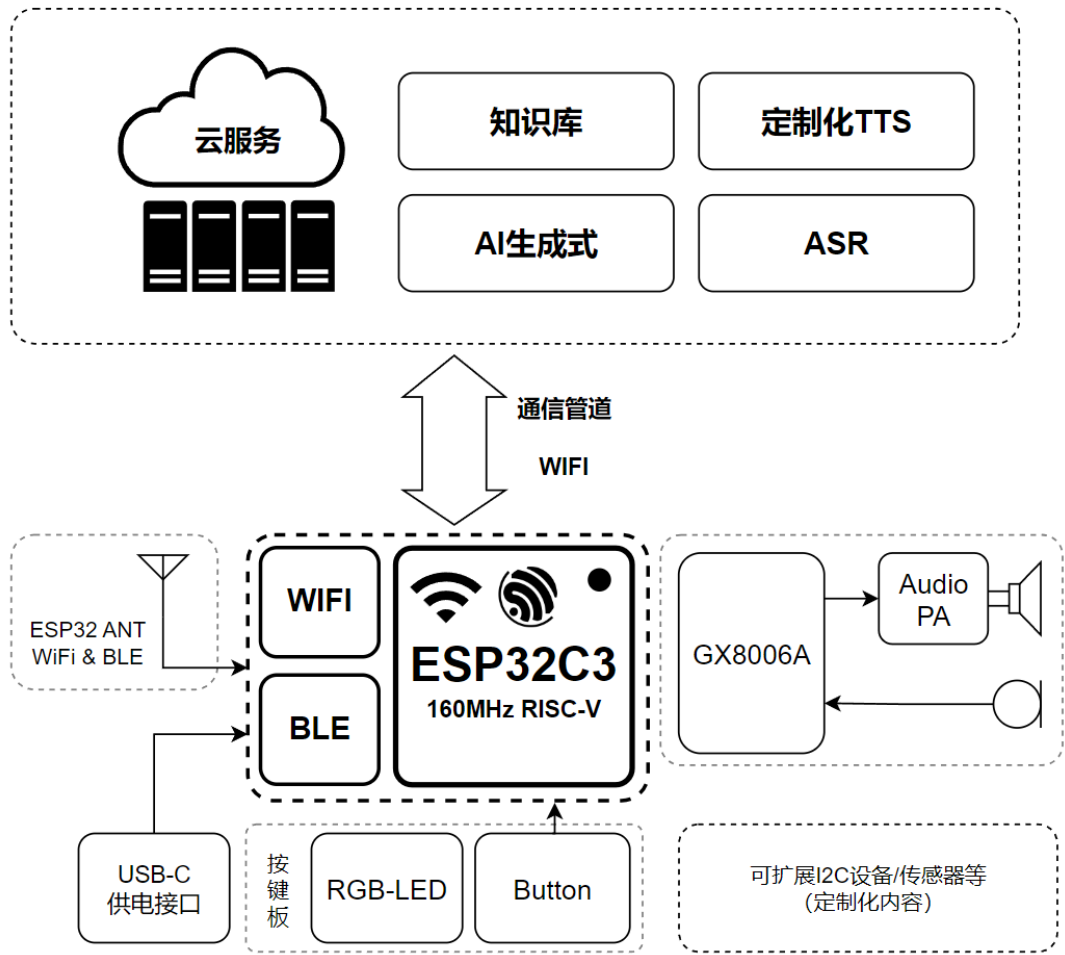 云服务
知识库
定制化TTS
AI生成式
ASR
通信管道
WIFI
ESP32 ANT
WiFi & BLE
WIFI
BLE
ESP32C3
160MHz RISC-V
GX8006A
Audio
PA
USB-C
供电接口
按
键
板
RGB-LED
Button
可扩展I2C设备/传感器等
（定制化内容）